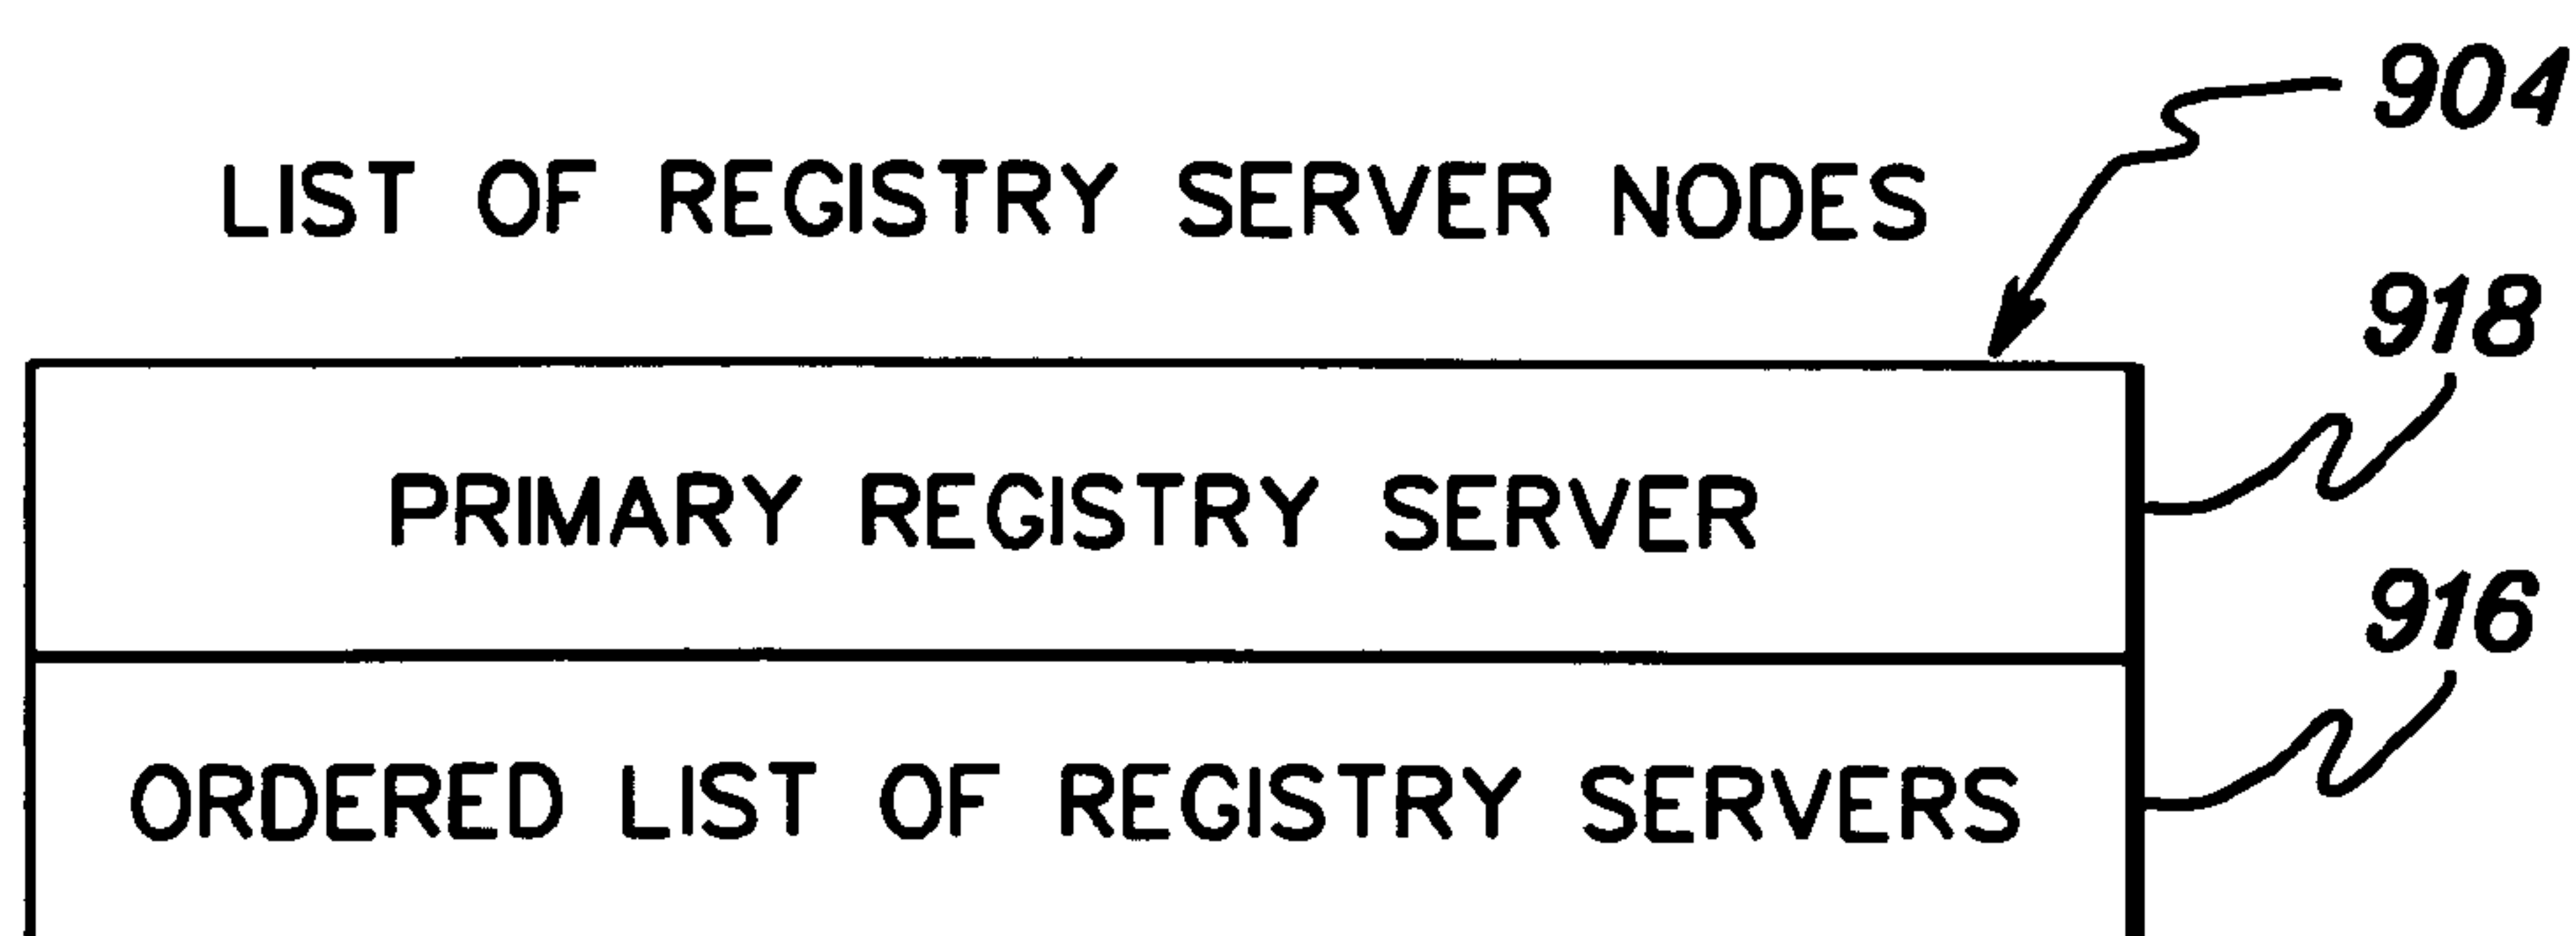 904
LIST OF REGISTRY SERVER NODES
918
PRIMARY REGISTRY SERVER
916
ORDERED LIST OF REGISTRY SERVERS